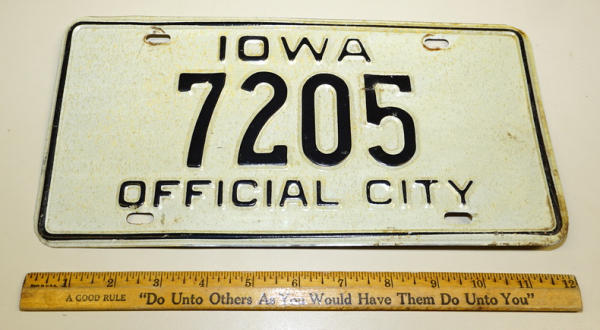 IOWA
7205
OFFICIAL CITY
1 2 3 4 5 6 7 8 9 10 11 12
A GOOD RULE "Do Unto Others As You Would Have Them Do Unto You"